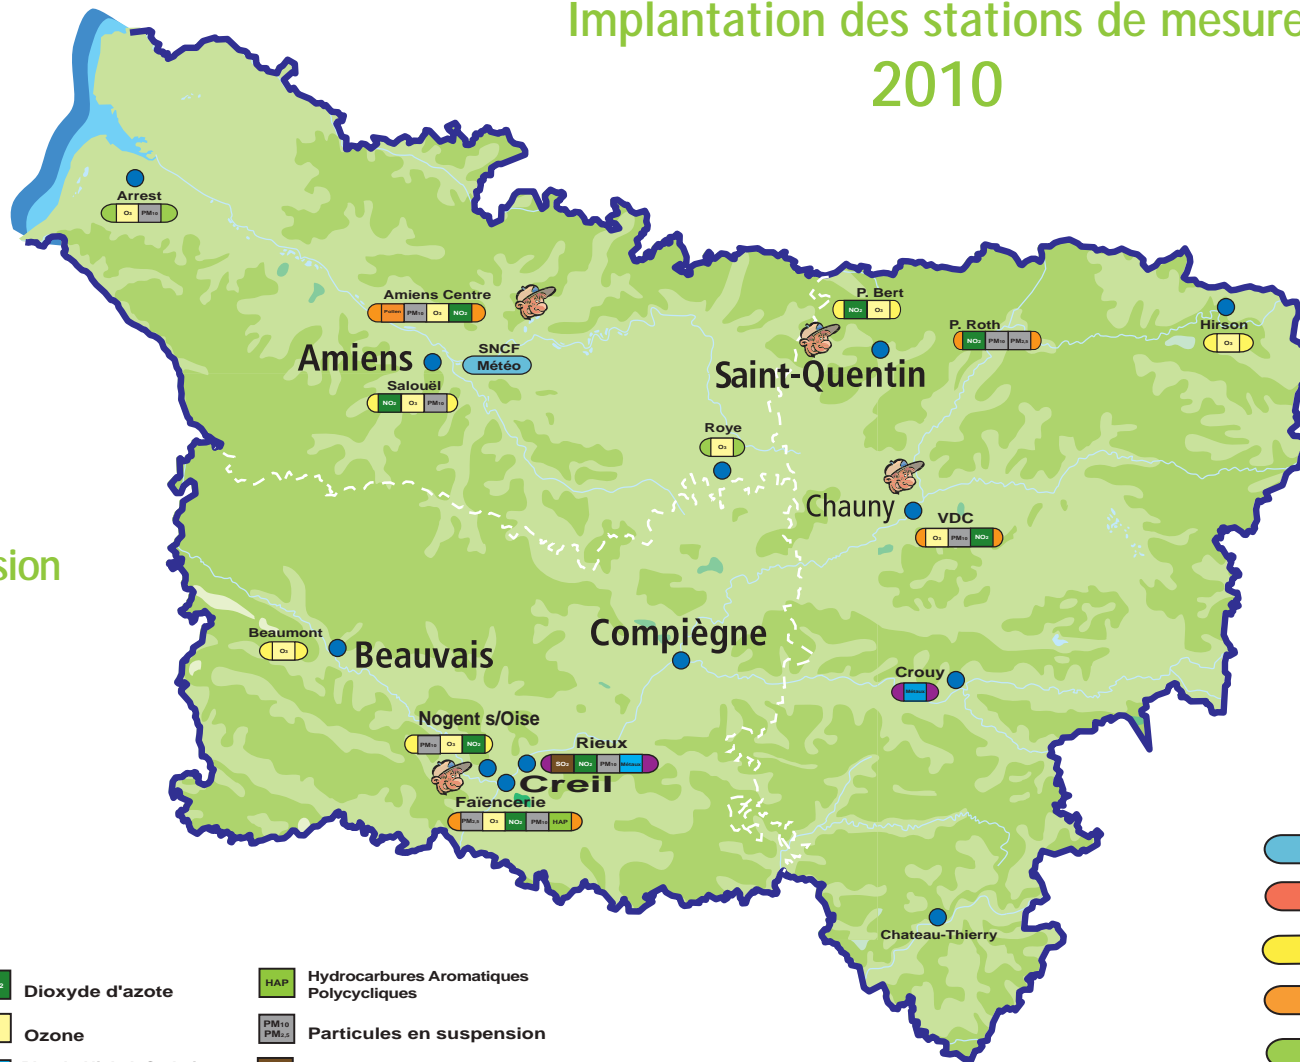 Implantation des stations de mesure
2010
Arrest
O₃ PM₁₀
Amiens Centre
Pollen PM₁₀ O₃ NO₂
Amiens
SNCF
Météo
Salouël
NO₂ O₃ PM₁₀
P. Bert
NO₂ O₃
P. Roth
NO₂ PM₁₀ PM₂,₅
Hirson
O₃
Saint-Quentin
Roye
O₃
Chauny
VDC
O₃ PM₁₀ NO₂
sion
Compiègne
Beaumont
O₃
Beauvais
Crouy
Métaux
Nogent s/Oise
PM₁₀ O₃ NO₂
Rieux
SO₂ NO₂ PM₁₀ Métaux
Creil
Faïencerie
PM₂,₅ O₃ NO₂ PM₁₀ HAP
Chateau-Thierry
Dioxyde d'azote
Ozone
HAP Hydrocarbures Aromatiques
Polycycliques
PM₁₀
PM₂,₅ Particules en suspension